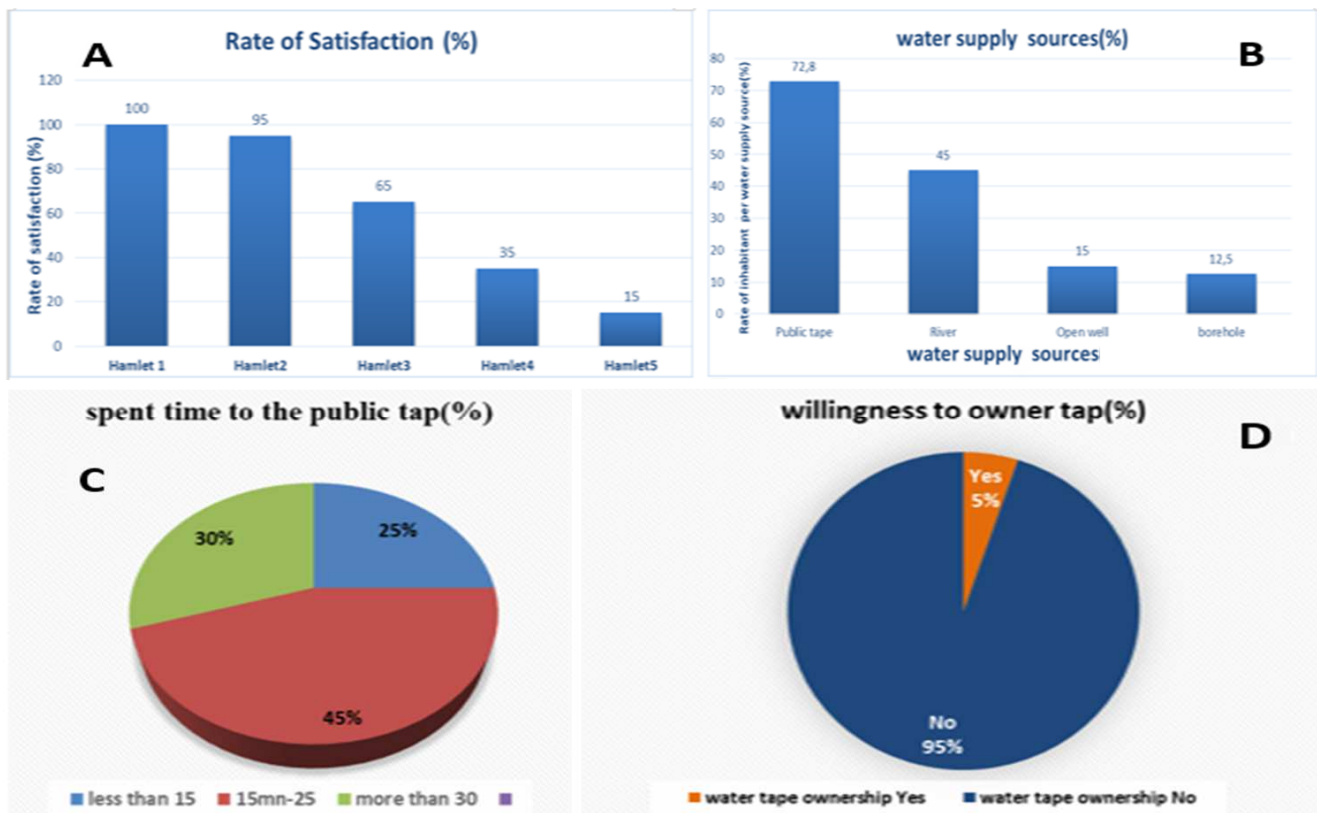 A
Rate of Satisfaction (%)
Rate of satisfaction (%)
120
100
80
60
40
20
0
100
95
65
35
15
Hamlet 1
Hamlet2
Hamlet3
Hamlet4
Hamlet5
B
water supply sources(%)
Rate of inhabitant per water supply source(%)
80
70
60
50
40
30
20
10
0
72,8
45
15
12,5
Public tape
River
Open well
borehole
water supply sources
spent time to the public tap(%)
C
30%
25%
45%
less than 15
15mn-25
more than 30
willingness to owner tap(%)
D
Yes
5%
No
95%
water tape ownership Yes
water tape ownership No